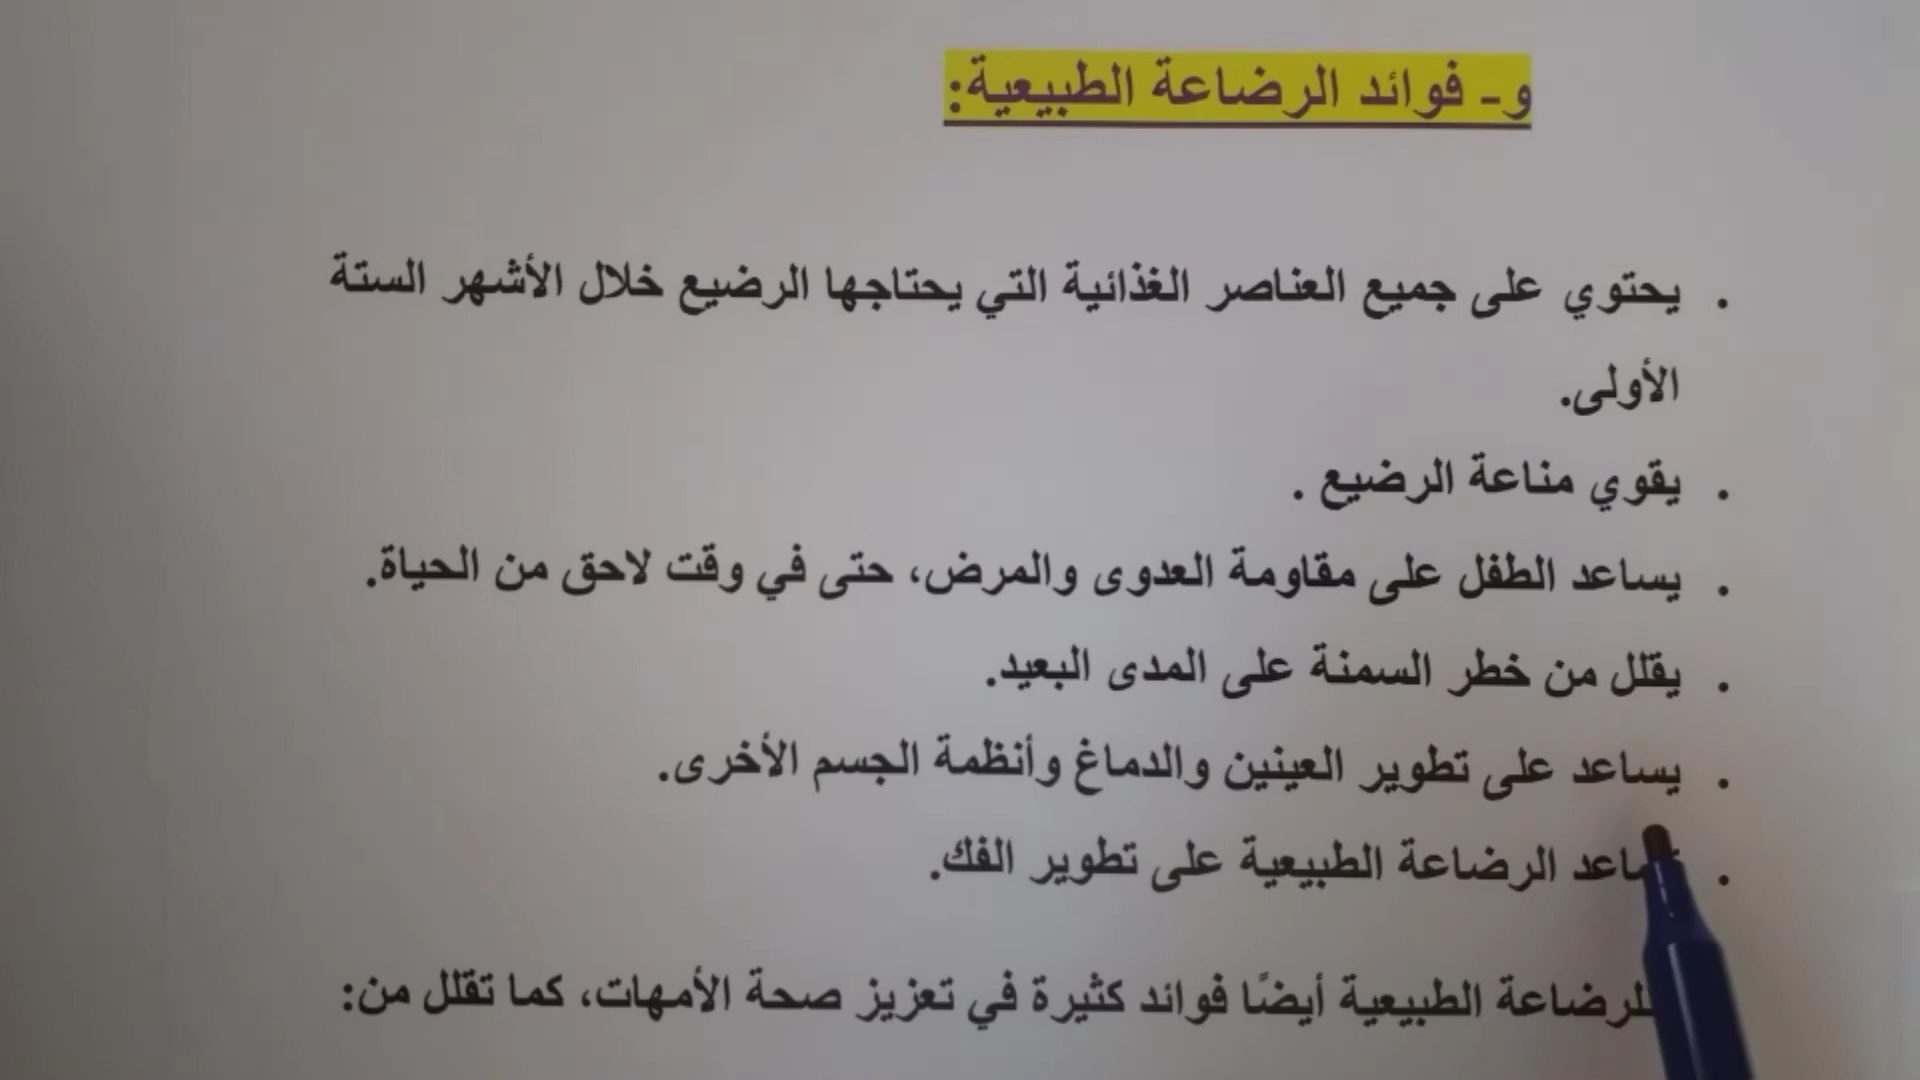 و- فوائد الرضاعة الطبيعية:
. يحتوي على جميع العناصر الغذائية التي يحتاجها الرضيع خلال الأشهر الستة
الأولى.
. يقوي مناعة الرضيع .
. يساعد الطفل على مقاومة العدوى والمرض، حتى في وقت لاحق من الحياة.
. يقلل من خطر السمنة على المدى البعيد.
. يساعد على تطوير العينين والدماغ وأنظمة الجسم الأخرى.
. الرضاعة الطبيعية على تطوير الفك.
للرضاعة الطبيعية أيضًا فوائد كثيرة في تعزيز صحة الأمهات، كما تقلل من: